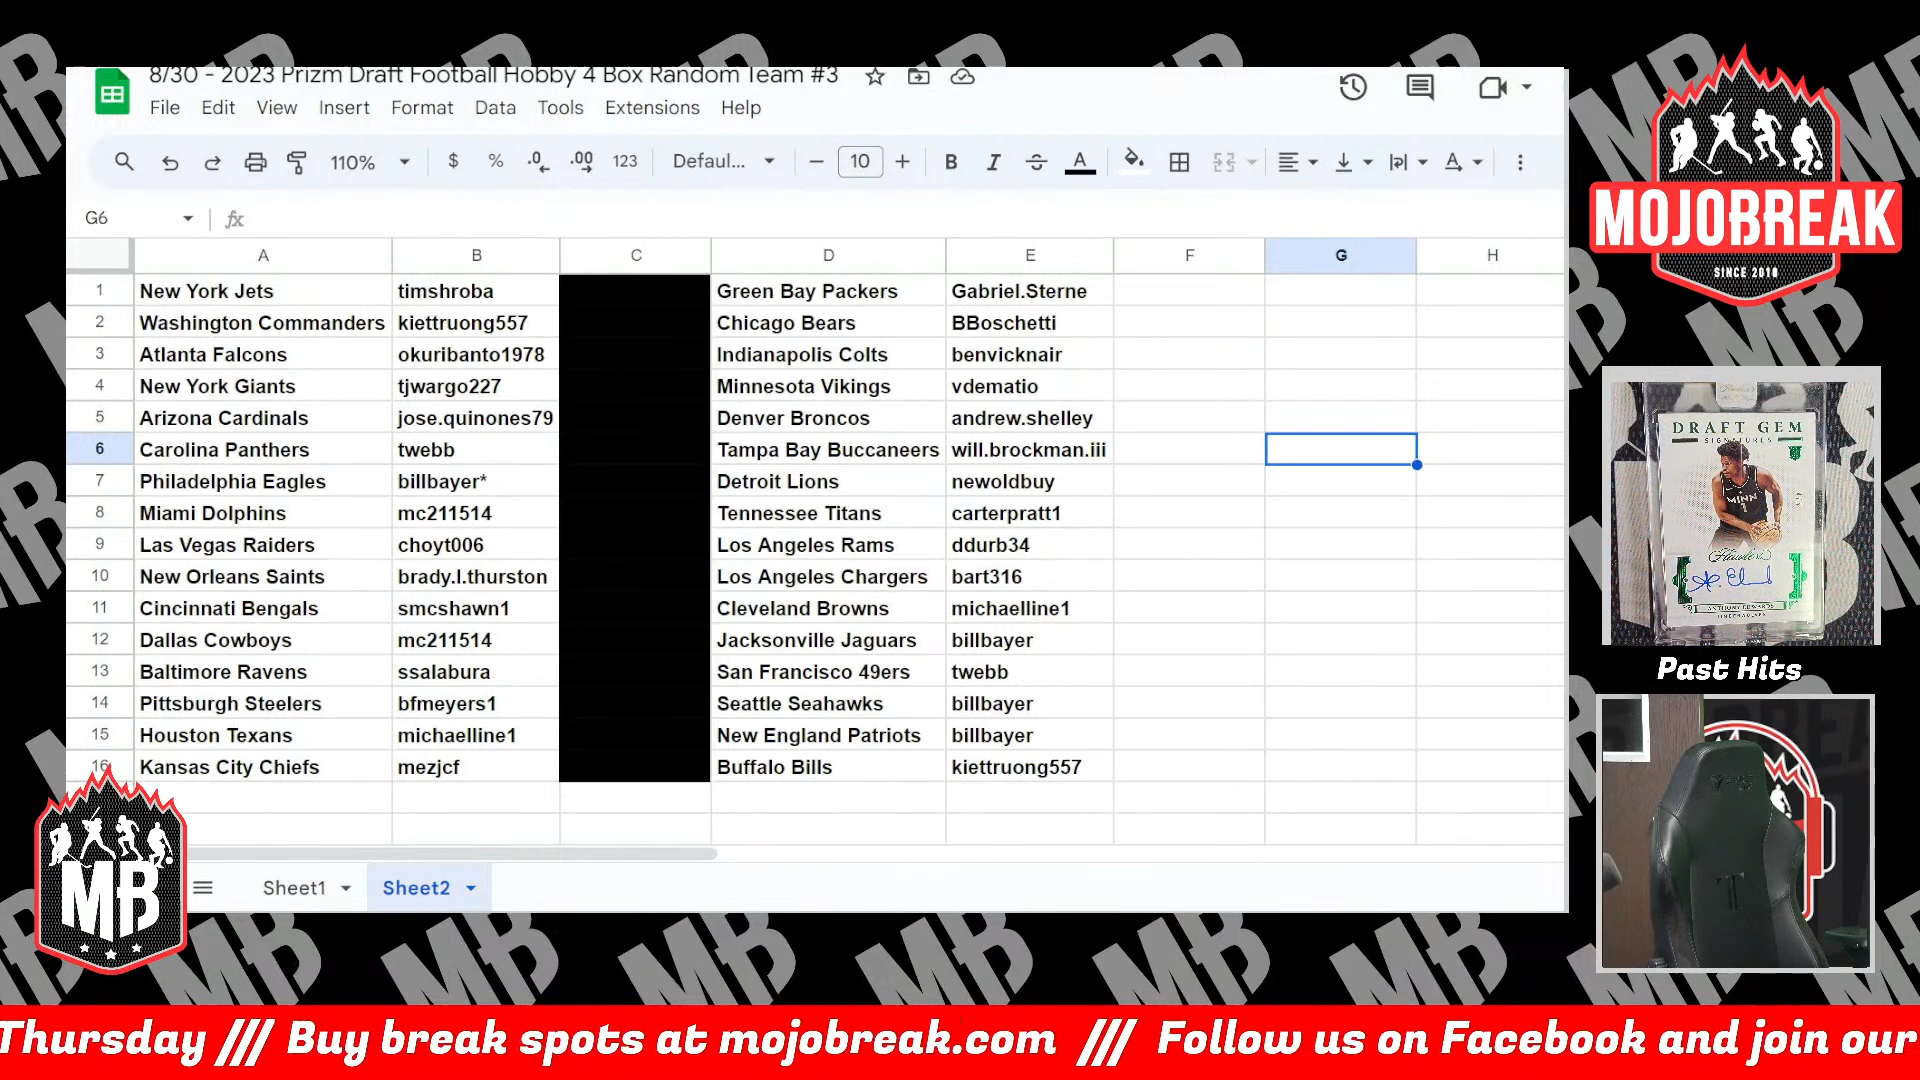 8/30 - 2023 Prizm Draft Football Hobby 4 Box Random Team #3
File Edit View Insert Format Data Tools Extensions Help
110% $ % .0 .00 123 Defaul... 10 B I A A
G6 fx
A B C D E F G H
1 New York Jets timshroba Green Bay Packers Gabriel.Sterne
2 Washington Commanders kiettruong557 Chicago Bears BBoschetti
3 Atlanta Falcons okuribanto1978 Indianapolis Colts benvicknair
4 New York Giants tjwargo227 Minnesota Vikings vdematio
5 Arizona Cardinals jose.quinones79 Denver Broncos andrew.shelley
6 Carolina Panthers twebb Tampa Bay Buccaneers will.brockman.iii
7 Philadelphia Eagles billbayer* Detroit Lions newoldbuy
8 Miami Dolphins mc211514 Tennessee Titans carterpratt1
9 Las Vegas Raiders choyt006 Los Angeles Rams ddurb34
10 New Orleans Saints brady.l.thurston Los Angeles Chargers bart316
11 Cincinnati Bengals smcshawn1 Cleveland Browns michaelline1
12 Dallas Cowboys mc211514 Jacksonville Jaguars billbayer
13 Baltimore Ravens ssalabura San Francisco 49ers twebb
14 Pittsburgh Steelers bfmeyers1 Seattle Seahawks billbayer
15 Houston Texans michaelline1 New England Patriots billbayer
16 Kansas City Chiefs mezjcf Buffalo Bills kiettruong557
Sheet1 Sheet2
MB
MOJOBREAK
SINCE 2010
DRAFT GEM
SIGNATURES
MINN
1
Flawless
ANTHONY EDWARDS
Past Hits
Thursday /// Buy break spots at mojobreak.com /// Follow us on Facebook and join our